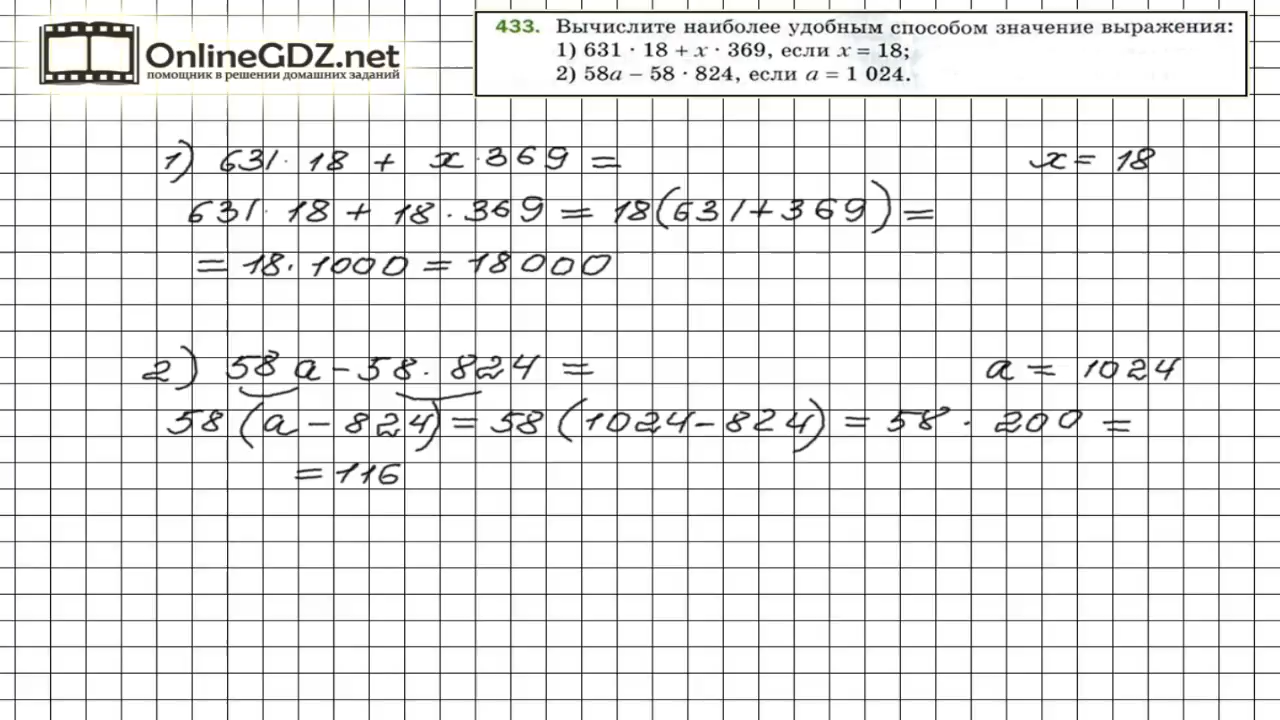 OnlineGDZ.net
помощник в решении домашних заданий
433. Вычислите наиболее удобным способом значение выражения:
1) 631 · 18 + x · 369, если x = 18;
2) 58a − 58 · 824, если a = 1 024.
1) 631 · 18 + x · 369 =
x = 18
631 · 18 + 18 · 369 = 18(631+369) =
= 18 · 1000 = 18000
2) 58a − 58 · 824 =
a = 1024
58(a − 824) = 58(1024 − 824) = 58 · 200 =
= 116